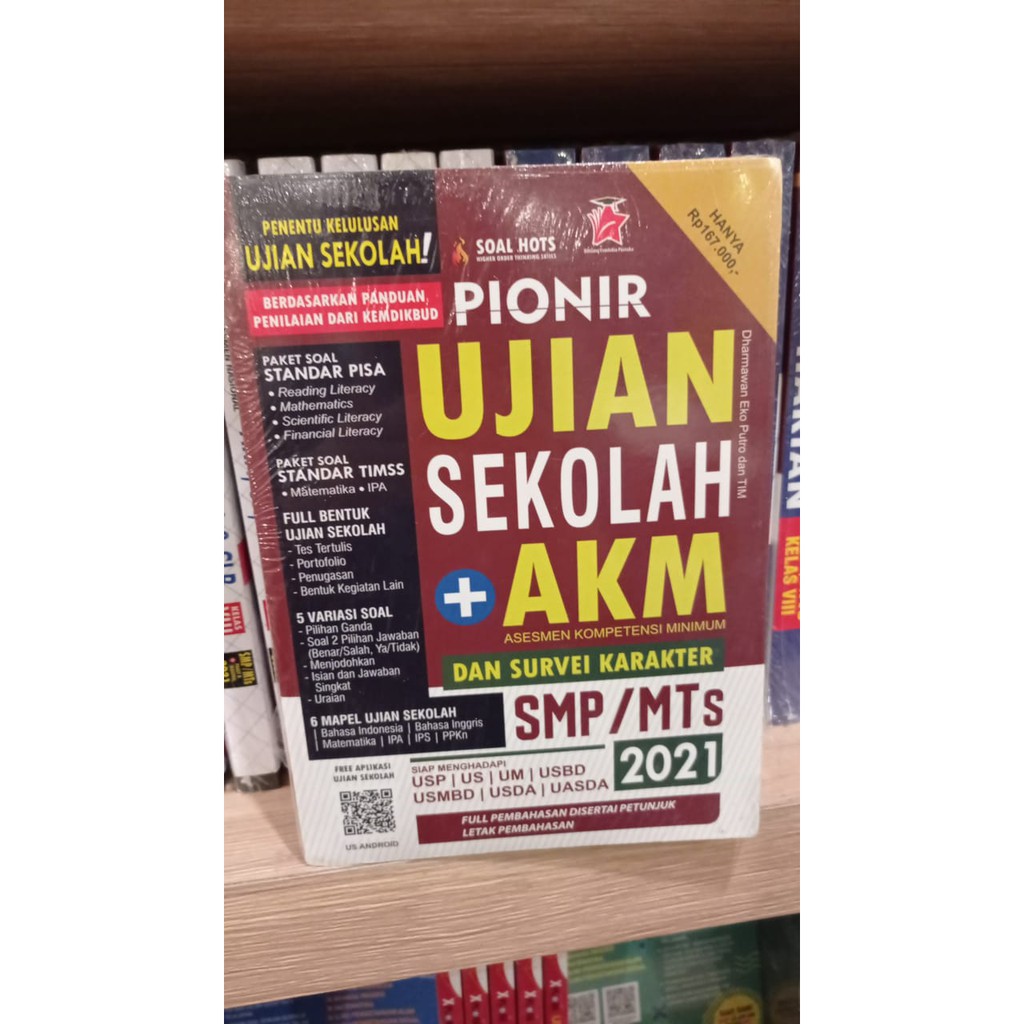 PENENTU KELULUSAN
UJIAN SEKOLAH!
BERDASARKAN PANDUAN
PENILAIAN DARI KEMDIKBUD
SOAL HOTS
HIGHER ORDER THINKING SKILLS
HANYA
Rp167.000,-
PIONIR
UJIAN
SEKOLAH
+ AKM
ASESMEN KOMPETENSI MINIMUM
DAN SURVEI KARAKTER
SMP/MTs
2021
Dharmawan Eko Putro dan TIM
PAKET SOAL
STANDAR PISA
• Reading Literacy
• Mathematics
• Scientific Literacy
• Financial Literacy
PAKET SOAL
STANDAR TIMSS
• Matematika • IPA
FULL BENTUK
UJIAN SEKOLAH
- Tes Tertulis
- Portofolio
- Penugasan
- Bentuk Kegiatan Lain
5 VARIASI SOAL
- Pilihan Ganda
- Soal 2 Pilihan Jawaban
(Benar/Salah, Ya/Tidak)
- Menjodohkan
- Isian dan Jawaban
Singkat
- Uraian
6 MAPEL UJIAN SEKOLAH
| Bahasa Indonesia | Bahasa Inggris
| Matematika | IPA | IPS | PPKn
FREE APLIKASI
UJIAN SEKOLAH
US ANDROID
SIAP MENGHADAPI
USP | US | UM | USBD
USMBD | USDA | UASDA
FULL PEMBAHASAN DISERTAI PETUNJUK
LETAK PEMBAHASAN
KELAS VIII
KELAS
VIII
SMP/MTs